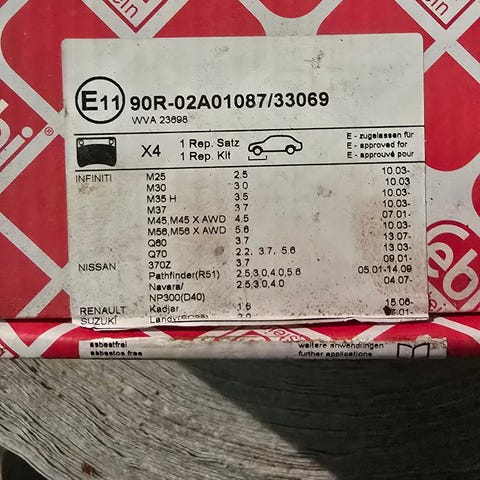 E11 90R-02A01087/33069
WVA 23698
X4 1 Rep. Satz E - zugelassen für
1 Rep. Kit E - approved for
E - approuvé pour
INFINITI M25 2.5 10.03-
M30 3.0 10.03-
M35 H 3.5 10.03-
M37 3.7 10.03-
M45,M45 X AWD 4.5 07.01-
M56,M56 X AWD 5.6 10.03-
Q60 3.7 13.07-
Q70 2.2, 3.7, 5.6 13.03-
NISSAN 370Z 3.7 09.01-
Pathfinder(R51) 2.5,3.0,4.0,5.6 05.01-14.09
Navara/ 2.5,3.0,4.0 04.07-
NP300(D40)
RENAULT Kadjar 1.6 15.06-
SUZUKI
asbestfrei weitere anwendlingen
asbestos free further applications
ebi